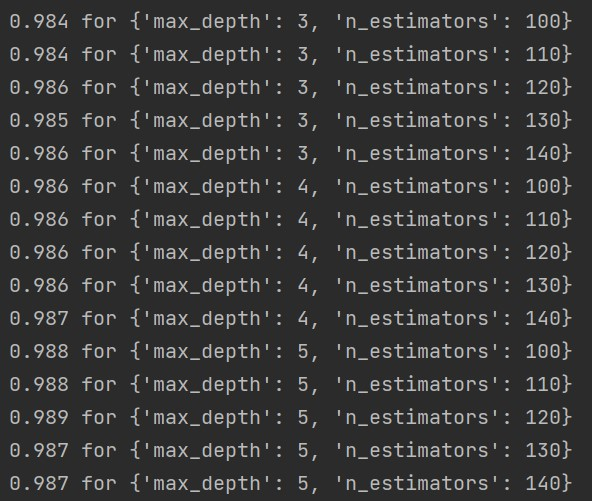 0.984 for {'max_depth': 3, 'n_estimators': 100}
0.984 for {'max_depth': 3, 'n_estimators': 110}
0.986 for {'max_depth': 3, 'n_estimators': 120}
0.985 for {'max_depth': 3, 'n_estimators': 130}
0.986 for {'max_depth': 3, 'n_estimators': 140}
0.986 for {'max_depth': 4, 'n_estimators': 100}
0.986 for {'max_depth': 4, 'n_estimators': 110}
0.986 for {'max_depth': 4, 'n_estimators': 120}
0.986 for {'max_depth': 4, 'n_estimators': 130}
0.987 for {'max_depth': 4, 'n_estimators': 140}
0.988 for {'max_depth': 5, 'n_estimators': 100}
0.988 for {'max_depth': 5, 'n_estimators': 110}
0.989 for {'max_depth': 5, 'n_estimators': 120}
0.987 for {'max_depth': 5, 'n_estimators': 130}
0.987 for {'max_depth': 5, 'n_estimators': 140}